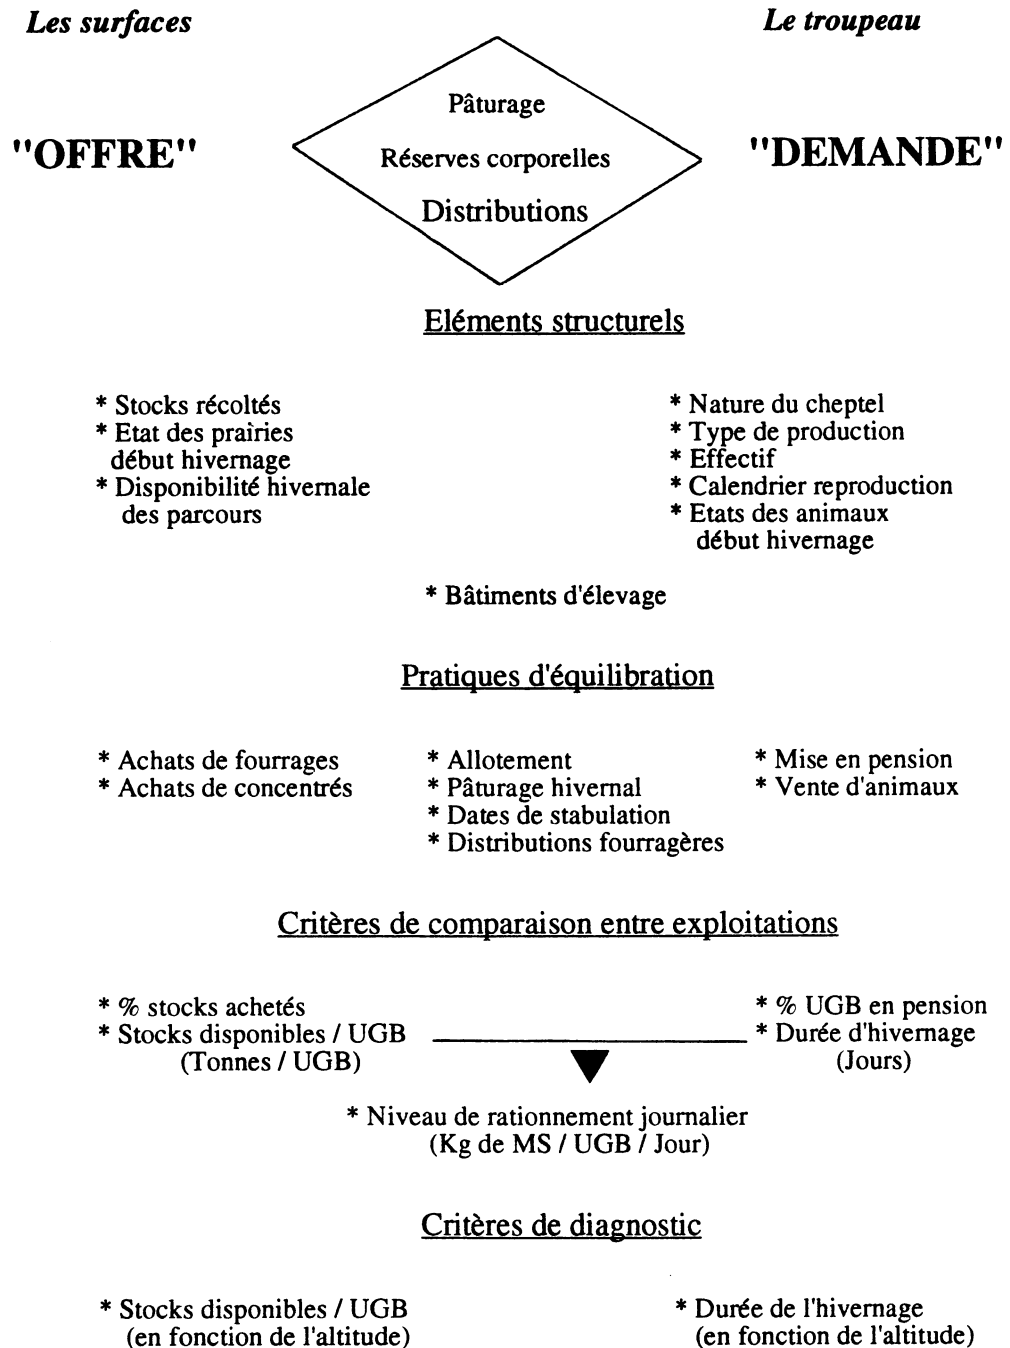 Les surfaces
Le troupeau
Pâturage
"OFFRE"
Réserves corporelles
"DEMANDE"
Distributions
Eléments structurels
* Stocks récoltés
* Etat des prairies
début hivernage
* Disponibilité hivernale
des parcours
* Nature du cheptel
* Type de production
* Effectif
* Calendrier reproduction
* Etats des animaux
début hivernage
* Bâtiments d'élevage
Pratiques d'équilibration
* Achats de fourrages
* Achats de concentrés
* Allotement
* Pâturage hivernal
* Dates de stabulation
* Distributions fourragères
* Mise en pension
* Vente d'animaux
Critères de comparaison entre exploitations
* % stocks achetés
* Stocks disponibles / UGB
(Tonnes / UGB)
* % UGB en pension
* Durée d'hivernage
(Jours)
* Niveau de rationnement journalier
(Kg de MS / UGB / Jour)
Critères de diagnostic
* Stocks disponibles / UGB
(en fonction de l'altitude)
* Durée de l'hivernage
(en fonction de l'altitude)